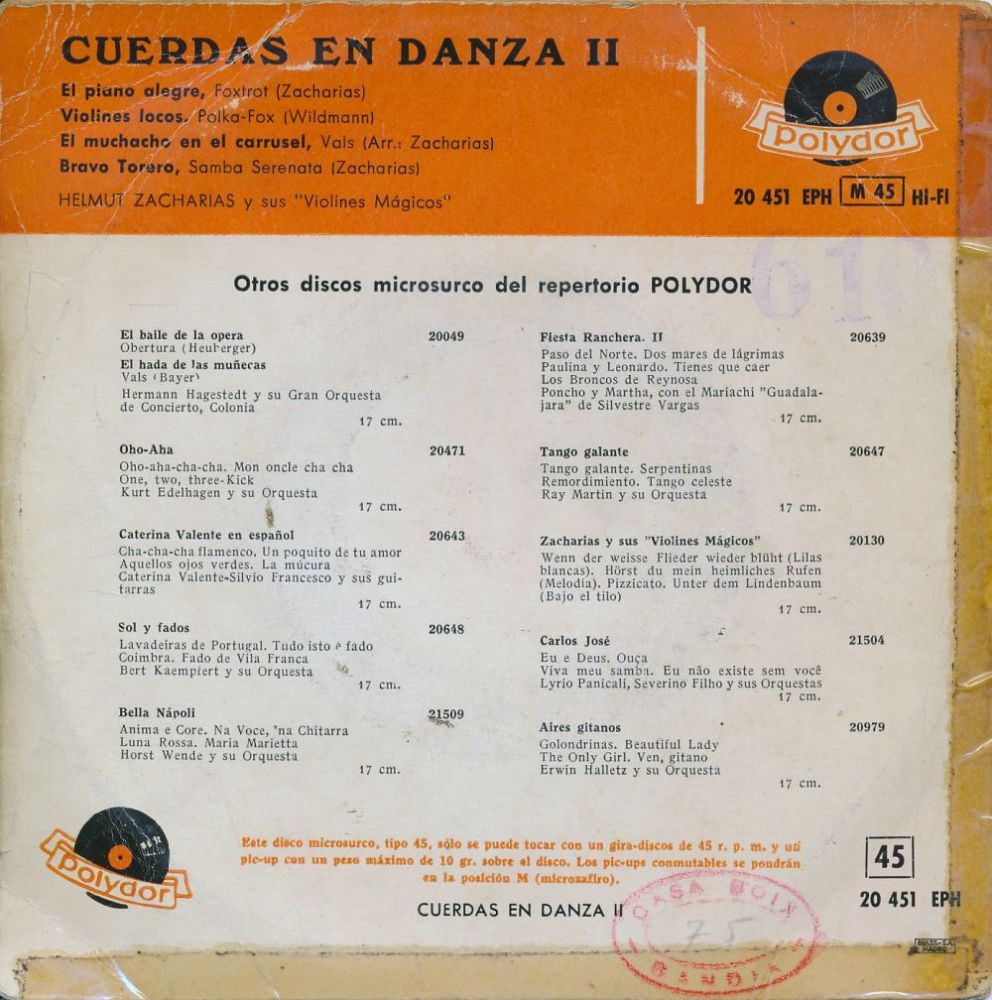 CUERDAS EN DANZA II
El piano alegre, Foxtrot (Zacharias)
Violines locos. Polka-Fox (Wildmann)
El muchacho en el carrusel, Vals (Arr.: Zacharias)
Bravo Torero, Samba Serenata (Zacharias)
HELMUT ZACHARIAS y sus "Violines Mágicos"
Polydor
20 451 EPH M 45 HI-FI
610
Otros discos microsurco del repertorio POLYDOR
El baile de la opera 20049
Obertura (Heuberger)
El hada de las muñecas
Vals (Bayer)
Hermann Hagestedt y su Gran Orquesta
de Concierto, Colonia
17 cm.
Oho-Aha 20471
Oho-aha-cha-cha. Mon oncle cha cha
One, two, three-Kick
Kurt Edelhagen y su Orquesta
17 cm.
Caterina Valente en español 20643
Cha-cha-cha flamenco. Un poquito de tu amor
Aquellos ojos verdes. La múcura
Caterina Valente-Silvio Francesco y sus gui-
tarras
17 cm.
Sol y fados 20648
Lavadeiras de Portugal. Tudo isto e fado
Coimbra. Fado de Vila Franca
Bert Kaempfert y su Orquesta
17 cm.
Bella Nápoli 21509
Anima e Core. Na Voce, 'na Chitarra
Luna Rossa. Maria Marietta
Horst Wende y su Orquesta
17 cm.
Fiesta Ranchera. II 20639
Paso del Norte. Dos mares de lágrimas
Paulina y Leonardo. Tienes que caer
Los Broncos de Reynosa
Poncho y Martha, con el Mariachi "Guadala-
jara" de Silvestre Vargas
17 cm.
Tango galante 20647
Tango galante. Serpentinas
Remordimiento. Tango celeste
Ray Martin y su Orquesta
17 cm.
Zacharias y sus "Violines Mágicos" 20130
Wenn der weisse Flieder wieder blüht (Lilas
blancas). Hörst du mein heimliches Rufen
(Melodía). Pizzicato. Unter dem Lindenbaum
(Bajo el tilo)
17 cm.
Carlos José 21504
Eu e Deus. Ouça
Viva meu samba. Eu não existe sem você
Lyrio Panicali, Severino Filho y sus Orquestas
17 cm.
Aires gitanos 20979
Golondrinas. Beautiful Lady
The Only Girl. Ven, gitano
Erwin Halletz y su Orquesta
17 cm.
Polydor
Este disco microsurco, tipo 45, sólo se puede tocar con un gira-discos de 45 r. p. m. y un
pic-up con un peso máximo de 10 gr. sobre el disco. Los pic-ups conmutables se pondrán
en la posición M (microzafiro).
45
20 451 EPH
CUERDAS EN DANZA II
CASA BOIX
75
GANDIA